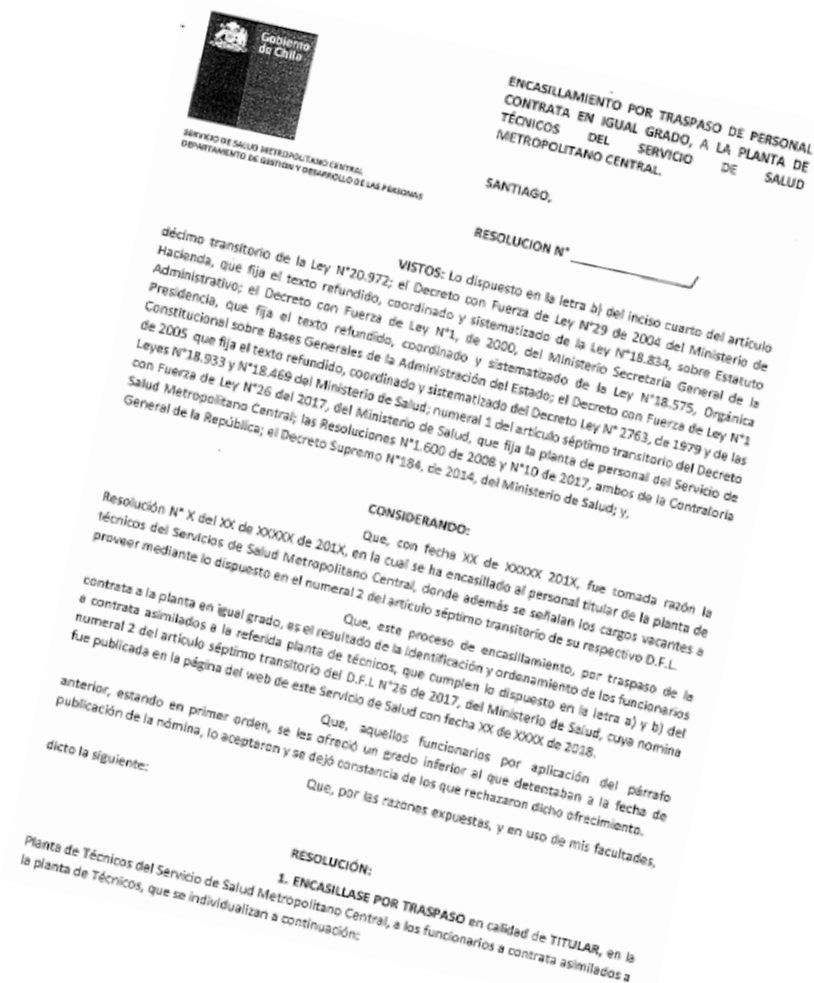 Gobierno
de Chile
SERVICIO DE SALUD METROPOLITANO CENTRAL
DEPARTAMENTO DE GESTION Y DESARROLLO DE LAS PERSONAS
ENCASILLAMIENTO POR TRASPASO DE PERSONAL
CONTRATA EN IGUAL GRADO, A LA PLANTA DE
TÉCNICOS DEL SERVICIO DE SALUD
METROPOLITANO CENTRAL.
SANTIAGO,
RESOLUCION N° ____________/
VISTOS: Lo dispuesto en la letra b) del inciso cuarto del artículo
décimo transitorio de la Ley N°20.972; el Decreto con Fuerza de Ley N°29 de 2004 del Ministerio de
Hacienda, que fija el texto refundido, coordinado y sistematizado de la Ley N°18.834, sobre Estatuto
Administrativo; el Decreto con Fuerza de Ley N°1, de 2000, del Ministerio Secretaría General de la
Presidencia, que fija el texto refundido, coordinado y sistematizado de la Ley N°18.575, Orgánica
Constitucional sobre Bases Generales de la Administración del Estado; el Decreto con Fuerza de Ley N°1
de 2005 que fija el texto refundido, coordinado y sistematizado del Decreto Ley N° 2763, de 1979 y de las
Leyes N°18.933 y N°18.469 del Ministerio de Salud; numeral 1 del artículo séptimo transitorio del Decreto
con Fuerza de Ley N°26 del 2017, del Ministerio de Salud, que fija la planta de personal del Servicio de
Salud Metropolitano Central; las Resoluciones N°1.600 de 2008 y N°10 de 2017, ambos de la Contraloría
General de la República; el Decreto Supremo N°184, de 2014, del Ministerio de Salud; y,
CONSIDERANDO:
Que, con fecha XX de XXXXX 201X, fue tomada razón la
Resolución N° X del XX de XXXXX de 201X, en la cual se ha encasillado al personal titular de la planta de
técnicos del Servicios de Salud Metropolitano Central, donde además se señalan los cargos vacantes a
proveer mediante lo dispuesto en el numeral 2 del artículo séptimo transitorio de su respectivo D.F.L.
Que, este proceso de encasillamiento, por traspaso de la
contrata a la planta en igual grado, es el resultado de la identificación y ordenamiento de los funcionarios
a contrata asimilados a la referida planta de técnicos, que cumplen lo dispuesto en la letra a) y b) del
numeral 2 del artículo séptimo transitorio del D.F.L N°26 de 2017, del Ministerio de Salud, cuya nomina
fue publicada en la página del web de este Servicio de Salud con fecha XX de XXXX de 2018.
Que, aquellos funcionarios por aplicación del párrafo
anterior, estando en primer orden, se les ofreció un grado inferior al que detentaban a la fecha de
publicación de la nómina, lo aceptaron y se dejó constancia de los que rechazaron dicho ofrecimiento.
Que, por las razones expuestas, y en uso de mis facultades,
dicto la siguiente:
RESOLUCIÓN:
1. ENCASILLASE POR TRASPASO en calidad de TITULAR, en la
Planta de Técnicos del Servicio de Salud Metropolitano Central, a los funcionarios a contrata asimilados a
la planta de Técnicos, que se individualizan a continuación: